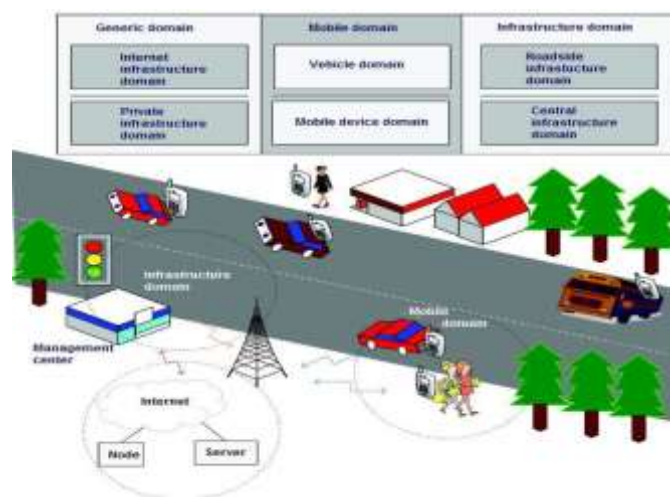 Generic domain
Mobile domain
Infrastructure domain
Internet
infrastructure
domain
Vehicle domain
Roadside
infrastucture
domain
Private
infrastructure
domain
Mobile device domain
Central
infrastructure
domain
Infrastructure
domain
Mobile
domain
Management
center
Internet
Node
Server